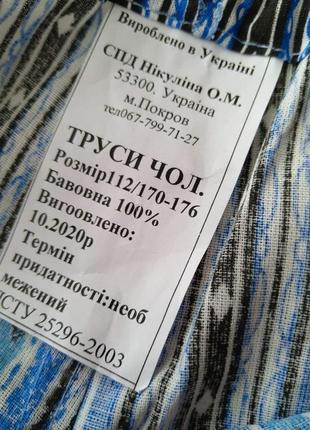 Вироблено в Україні
СПД Нікуліна О.М.
53300. Україна
м.Покров
тел067-799-71-27
ТРУСИ ЧОЛ.
Розмір112/170-176
Бавовна 100%
Вигоовлено:
10.2020р
Термін
придатності:необ
межений
ДСТУ 25296-2003